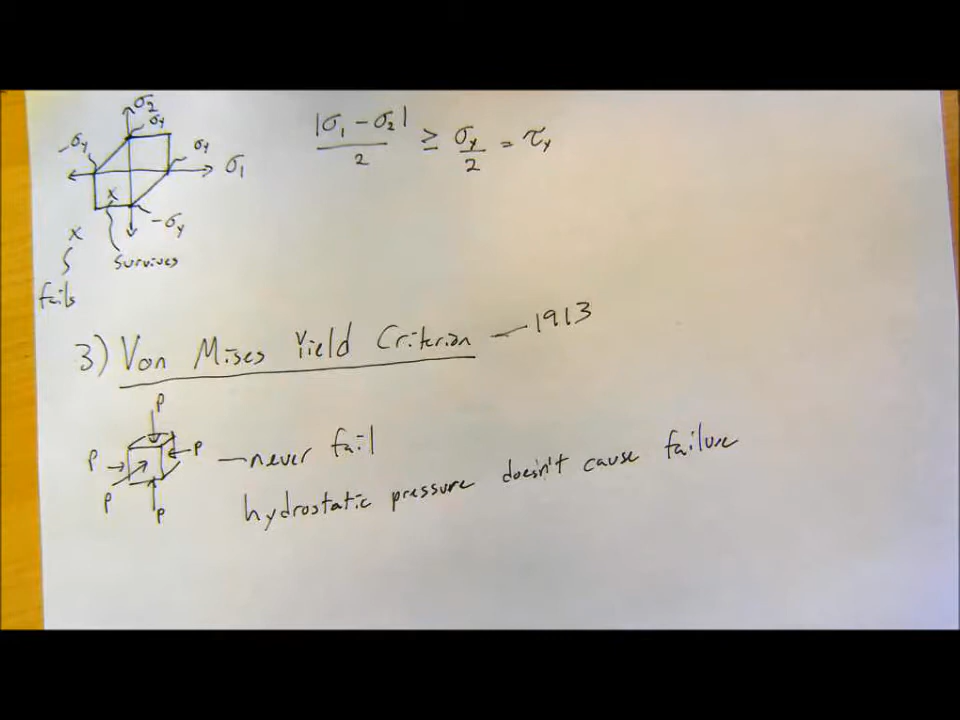 σ2
σy
-σy
σy
σ1
|σ1 - σ2| / 2 ≥ σy / 2 = τy
x
-σy
x
Survives
fails
3) Von Mises Yield Criterion — 1913
P
P
P
— never fail
P
P
hydrostatic pressure doesn't cause failure